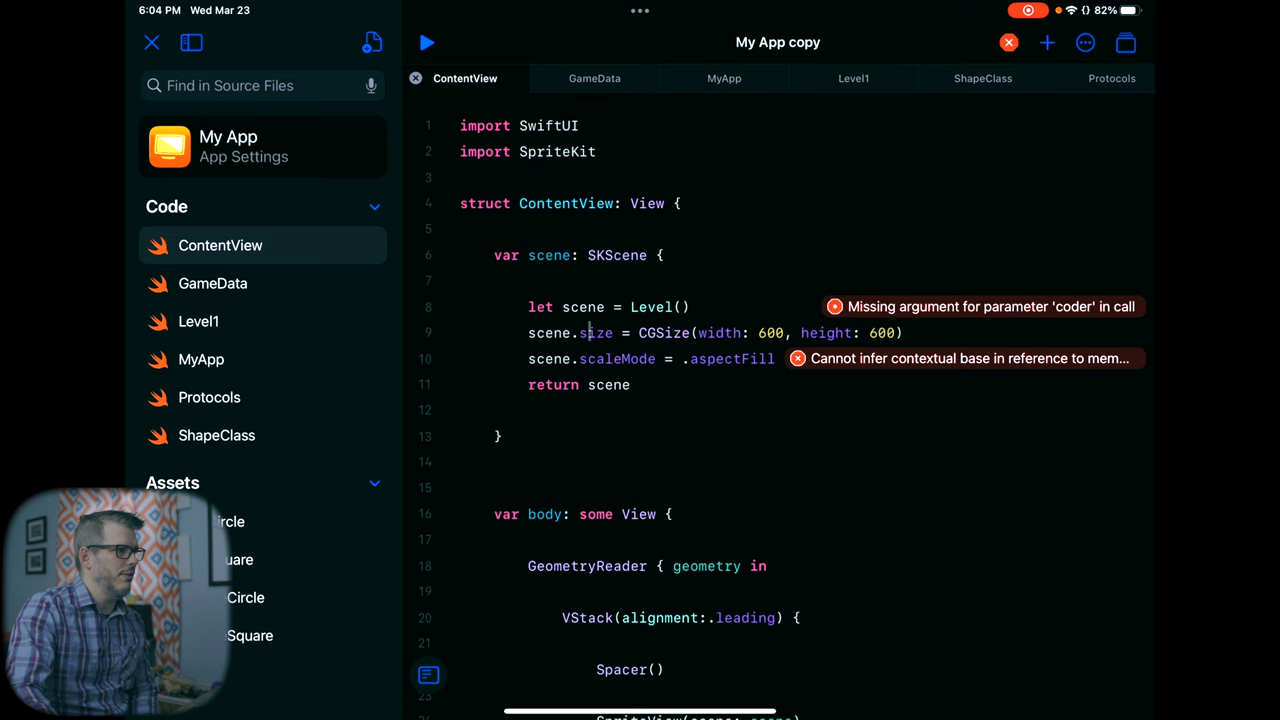 6:04 PM Wed Mar 23
82%
My App copy
ContentView GameData MyApp Level1 ShapeClass Protocols
Find in Source Files
My App
App Settings
Code
ContentView
GameData
Level1
MyApp
Protocols
ShapeClass
Assets
ircle
uare
Circle
Square
1 import SwiftUI
2 import SpriteKit
3
4 struct ContentView: View {
5
6 var scene: SKScene {
7
8 let scene = Level() Missing argument for parameter 'coder' in call
9 scene.size = CGSize(width: 600, height: 600)
10 scene.scaleMode = .aspectFill Cannot infer contextual base in reference to mem...
11 return scene
12
13 }
14
15
16 var body: some View {
17
18 GeometryReader { geometry in
19
20 VStack(alignment:.leading) {
21
22 Spacer()
23
SpriteView(scene: scene)